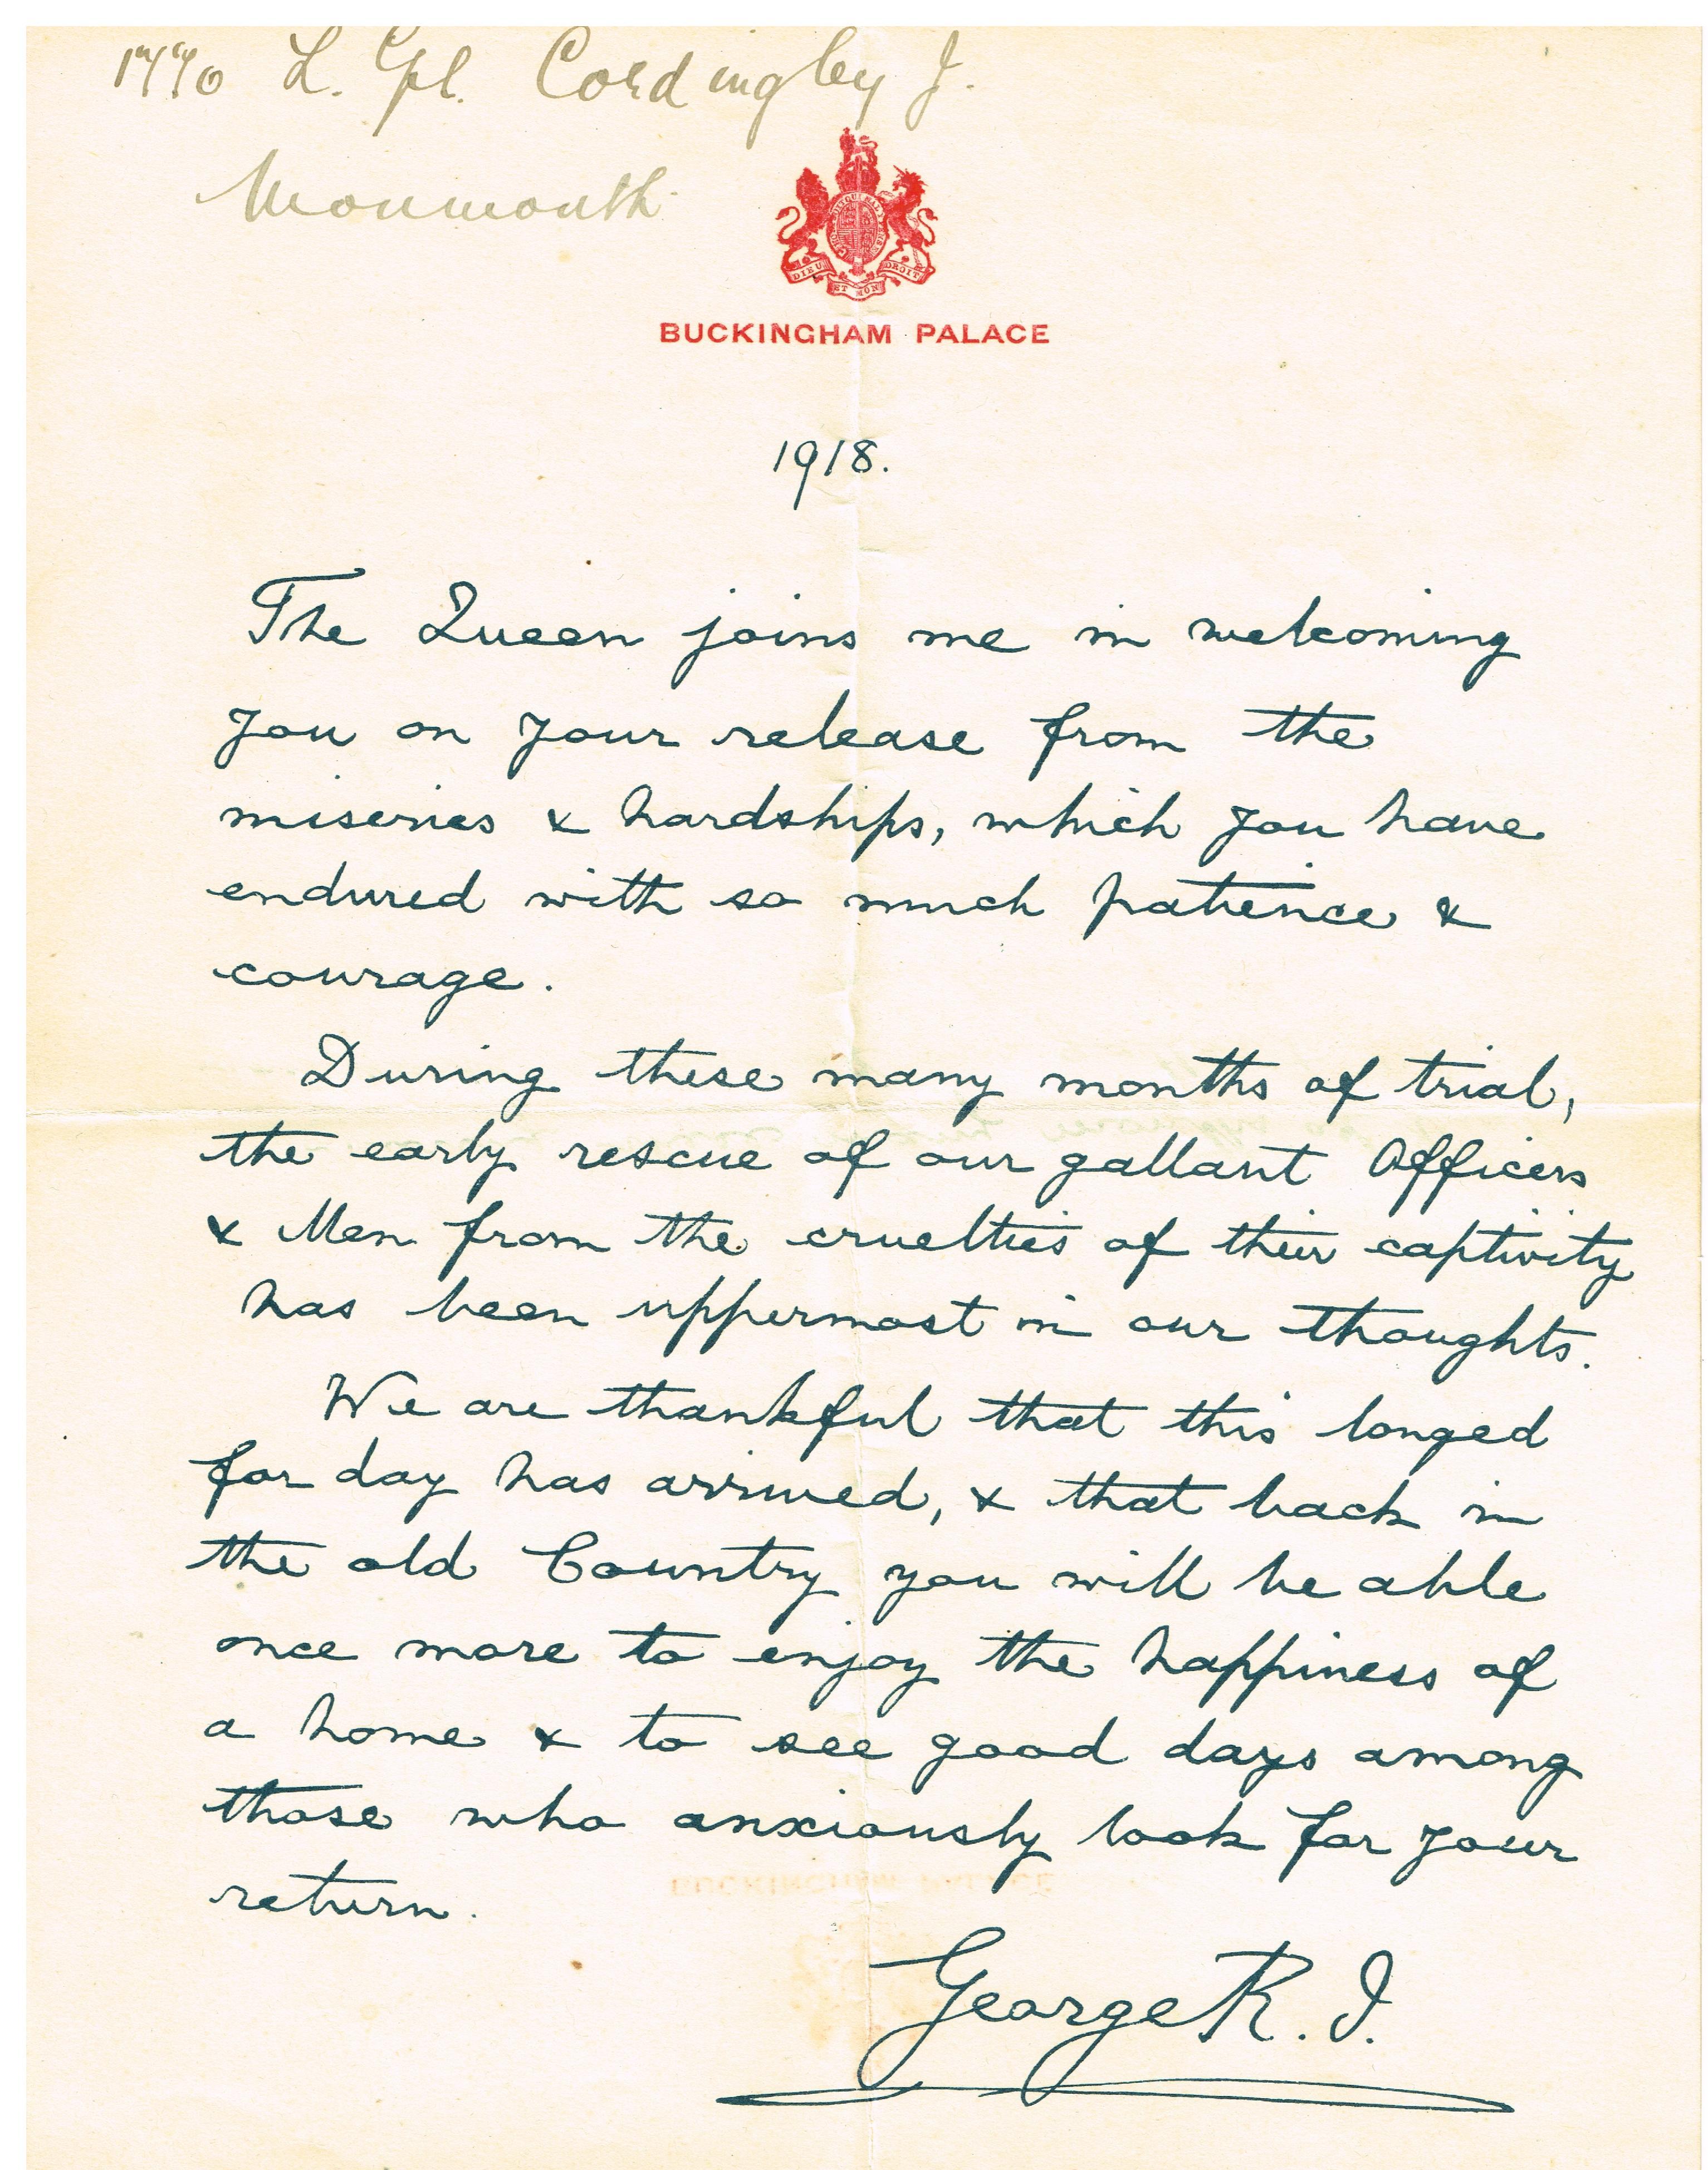 1770 L. Cpl. Cordingley J.
Monmouth
DIEU ET MON DROIT
BUCKINGHAM PALACE
1918.
The Queen joins me in welcoming
you on your release from the
miseries & hardships, which you have
endured with so much patience &
courage.
During these many months of trial,
the early rescue of our gallant Officers
& Men from the cruelties of their captivity
has been uppermost in our thoughts.
We are thankful that this longed
for day has arrived, & that back in
the old Country you will be able
once more to enjoy the happiness of
a home & to see good days among
those who anxiously look for your
return.
George R. I.